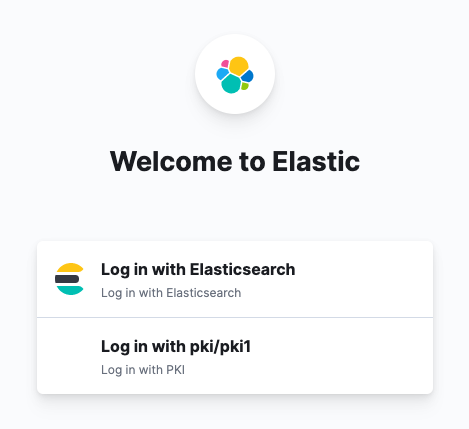 Welcome to Elastic
Log in with Elasticsearch
Log in with Elasticsearch
Log in with pki/pki1
Log in with PKI